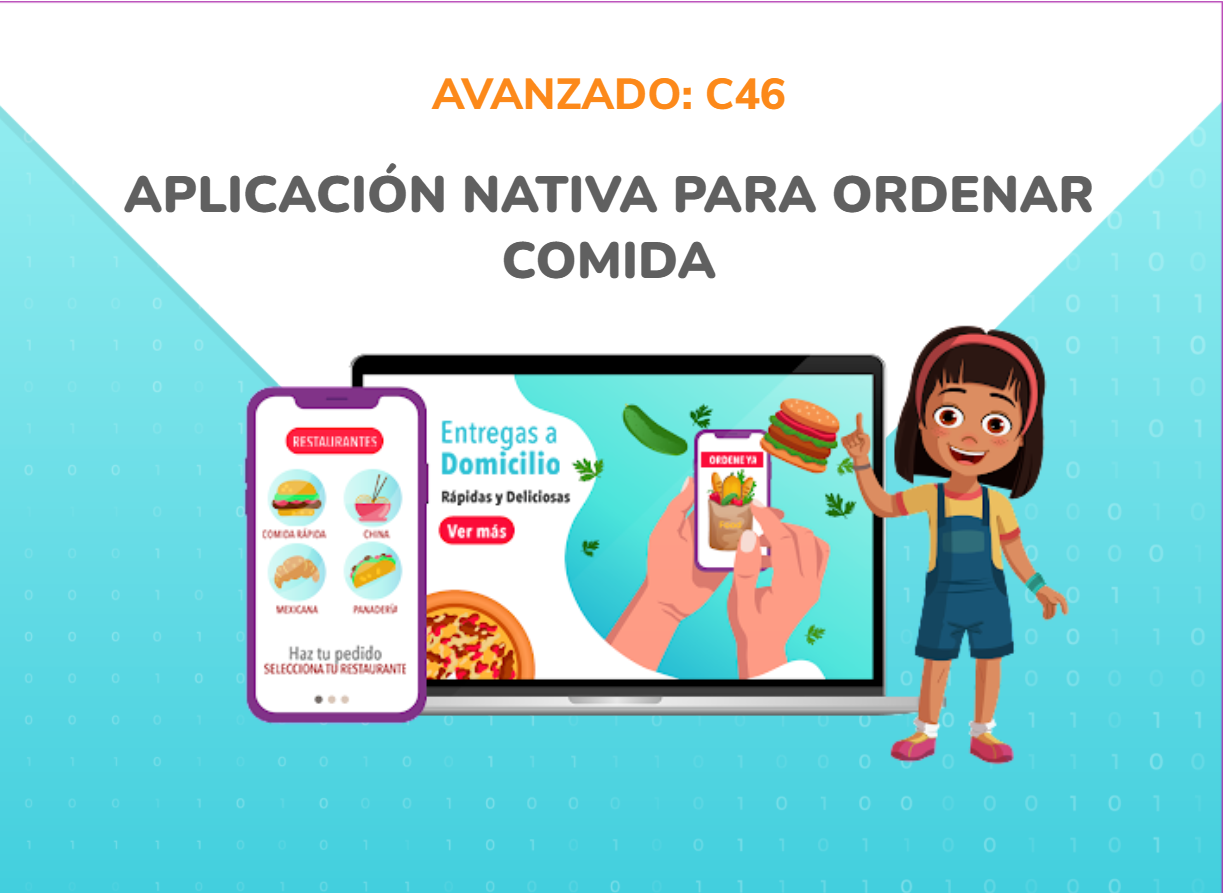 AVANZADO: C46
APLICACIÓN NATIVA PARA ORDENAR
COMIDA
RESTAURANTES
COMIDA RÁPIDA
CHINA
MEXICANA
PANADERÍA
Haz tu pedido
SELECCIONA TU RESTAURANTE
Entregas a
Domicilio
Rápidas y Deliciosas
Ver más
ORDENE YA
Food